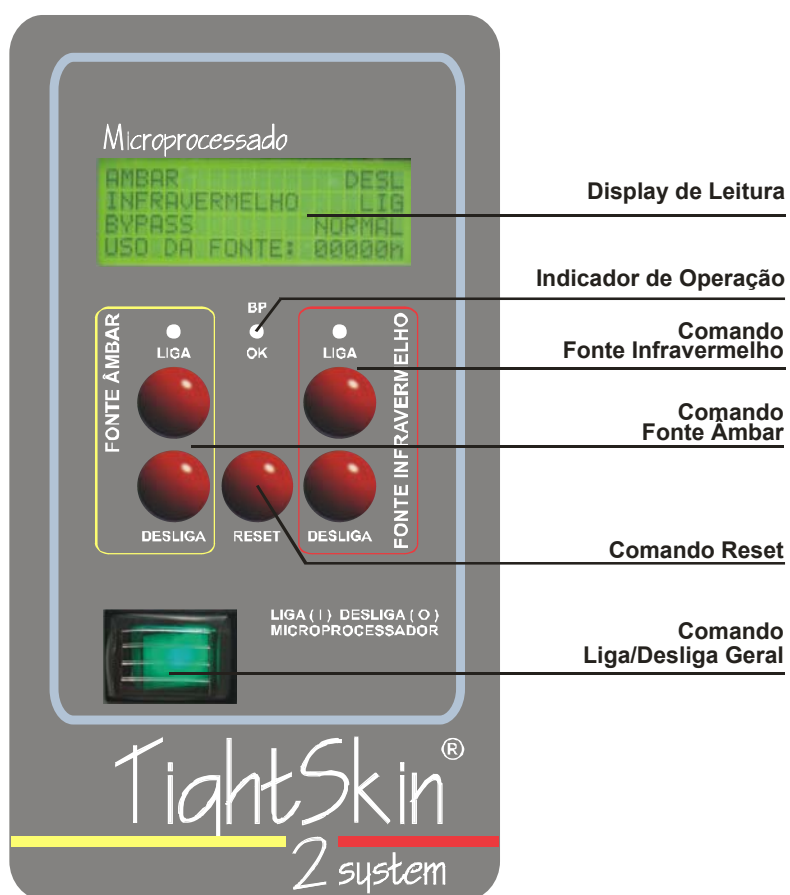 Microprocessado
AMBAR DESL
INFRAVERMELHO LIG
BYPASS NORMAL
USO DA FONTE: 00000h
Display de Leitura
Indicador de Operação
Comando
Fonte Infravermelho
Comando
Fonte Âmbar
Comando Reset
Comando
Liga/Desliga Geral
FONTE ÂMBAR
LIGA
DESLIGA
BP
OK
RESET
LIGA
DESLIGA
FONTE INFRAVERMELHO
LIGA ( I ) DESLIGA ( O )
MICROPROCESSADOR
TightSkin®
2 system